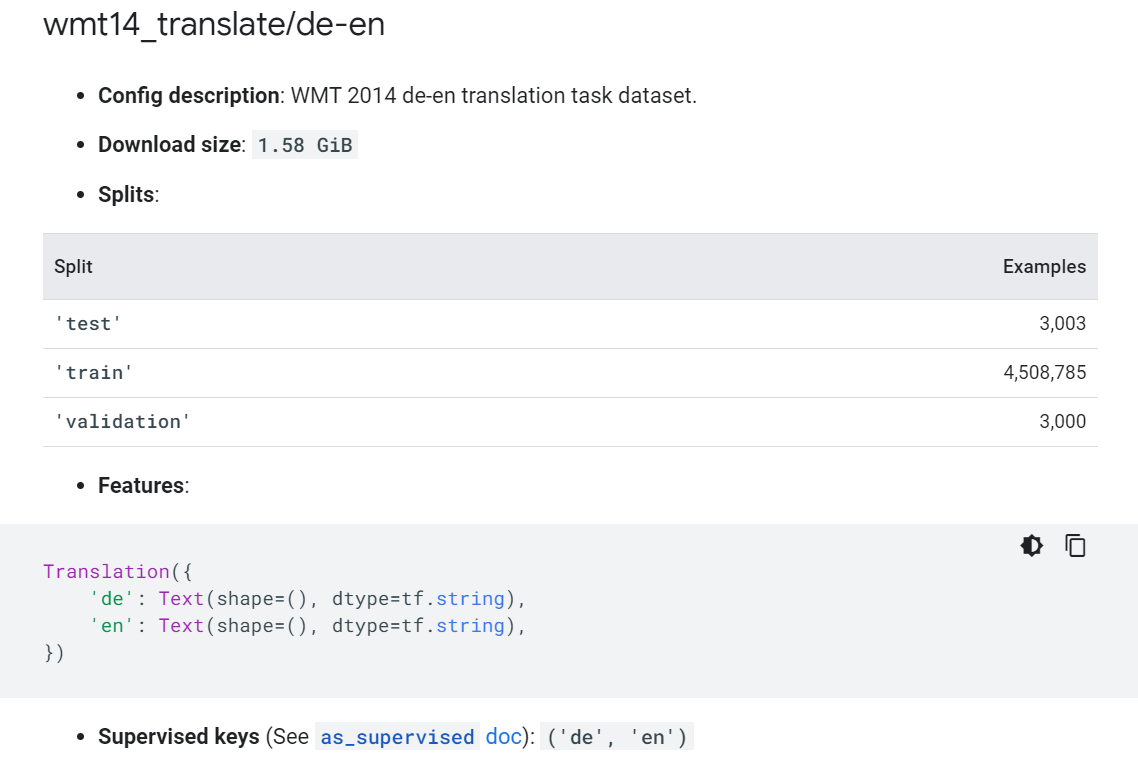 wmt14_translate/de-en
• Config description: WMT 2014 de-en translation task dataset.
• Download size: 1.58 GiB
• Splits:
Split Examples
'test' 3,003
'train' 4,508,785
'validation' 3,000
• Features:
Translation({
    'de': Text(shape=(), dtype=tf.string),
    'en': Text(shape=(), dtype=tf.string),
})
• Supervised keys (See as_supervised doc): ('de', 'en')